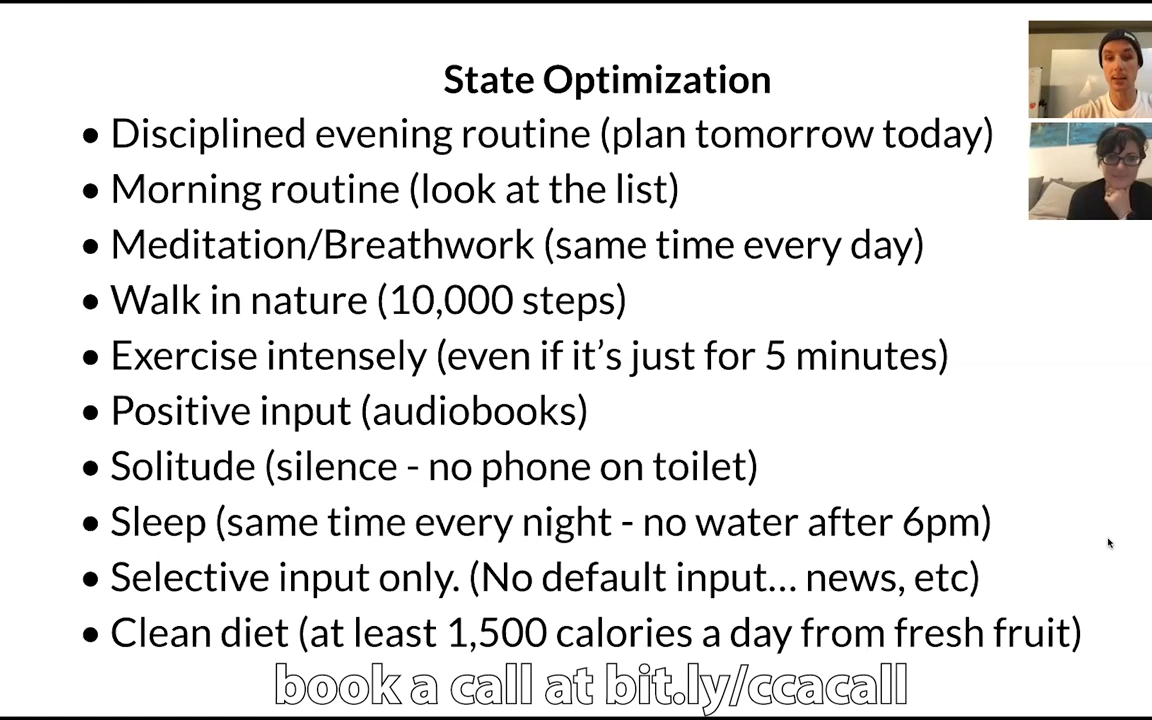 State Optimization
• Disciplined evening routine (plan tomorrow today)
• Morning routine (look at the list)
• Meditation/Breathwork (same time every day)
• Walk in nature (10,000 steps)
• Exercise intensely (even if it’s just for 5 minutes)
• Positive input (audiobooks)
• Solitude (silence - no phone on toilet)
• Sleep (same time every night - no water after 6pm)
• Selective input only. (No default input... news, etc)
• Clean diet (at least 1,500 calories a day from fresh fruit)
book a call at bit.ly/ccacall